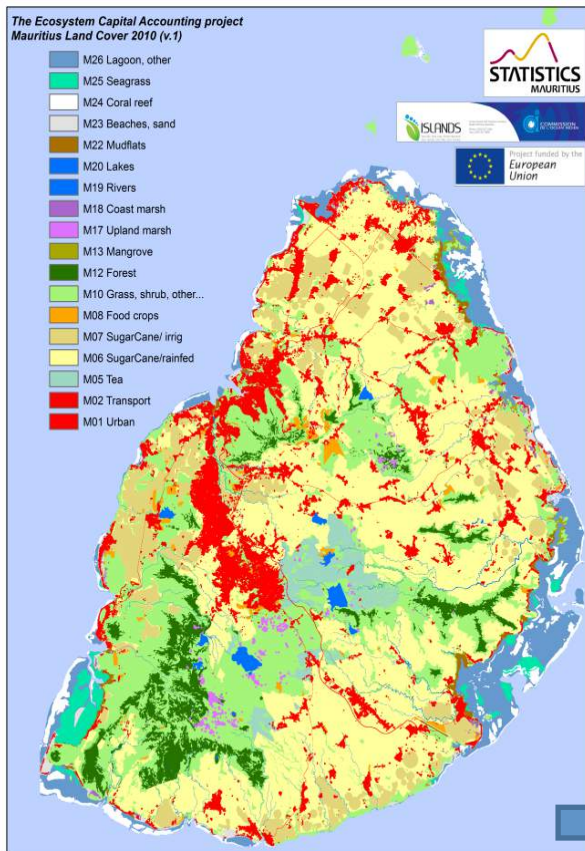 The Ecosystem Capital Accounting project
Mauritius Land Cover 2010 (v.1)
M26 Lagoon, other
M25 Seagrass
M24 Coral reef
M23 Beaches, sand
M22 Mudflats
M20 Lakes
M19 Rivers
M18 Coast marsh
M17 Upland marsh
M13 Mangrove
M12 Forest
M10 Grass, shrub, other...
M08 Food crops
M07 SugarCane/ irrig
M06 SugarCane/rainfed
M05 Tea
M02 Transport
M01 Urban
STATISTICS
MAURITIUS
ISLANDS
COMMISSION
Project funded by the
European
Union